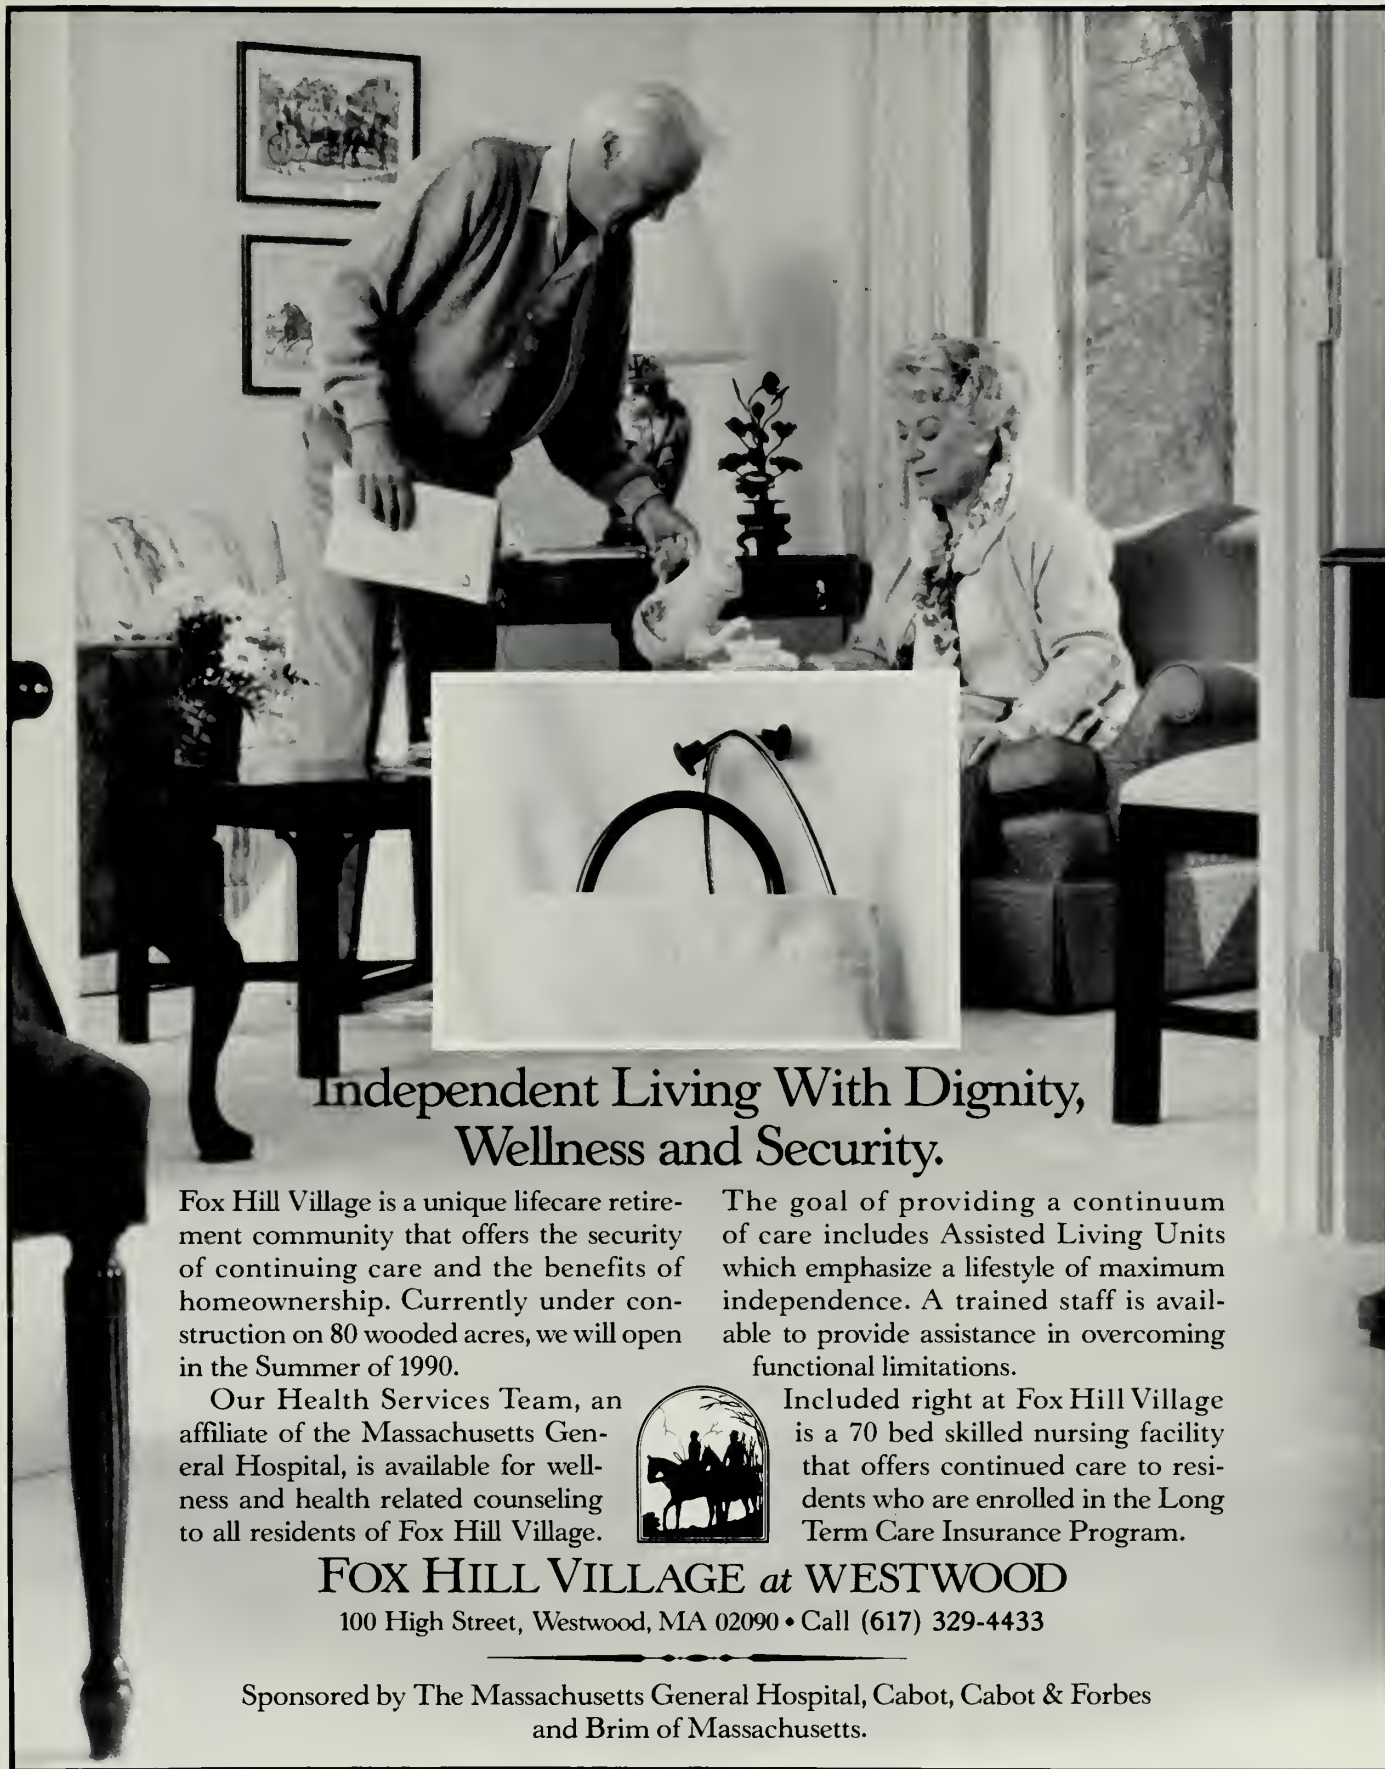 Independent Living With Dignity,
Wellness and Security.
Fox Hill Village is a unique lifecare retire-
ment community that offers the security
of continuing care and the benefits of
homeownership. Currently under con-
struction on 80 wooded acres, we will open
in the Summer of 1990.
Our Health Services Team, an
affiliate of the Massachusetts Gen-
eral Hospital, is available for well-
ness and health related counseling
to all residents of Fox Hill Village.
The goal of providing a continuum
of care includes Assisted Living Units
which emphasize a lifestyle of maximum
independence. A trained staff is avail-
able to provide assistance in overcoming
functional limitations.
Included right at Fox Hill Village
is a 70 bed skilled nursing facility
that offers continued care to resi-
dents who are enrolled in the Long
Term Care Insurance Program.
FOX HILL VILLAGE at WESTWOOD
100 High Street, Westwood, MA 02090 • Call (617) 329-4433
Sponsored by The Massachusetts General Hospital, Cabot, Cabot & Forbes
and Brim of Massachusetts.